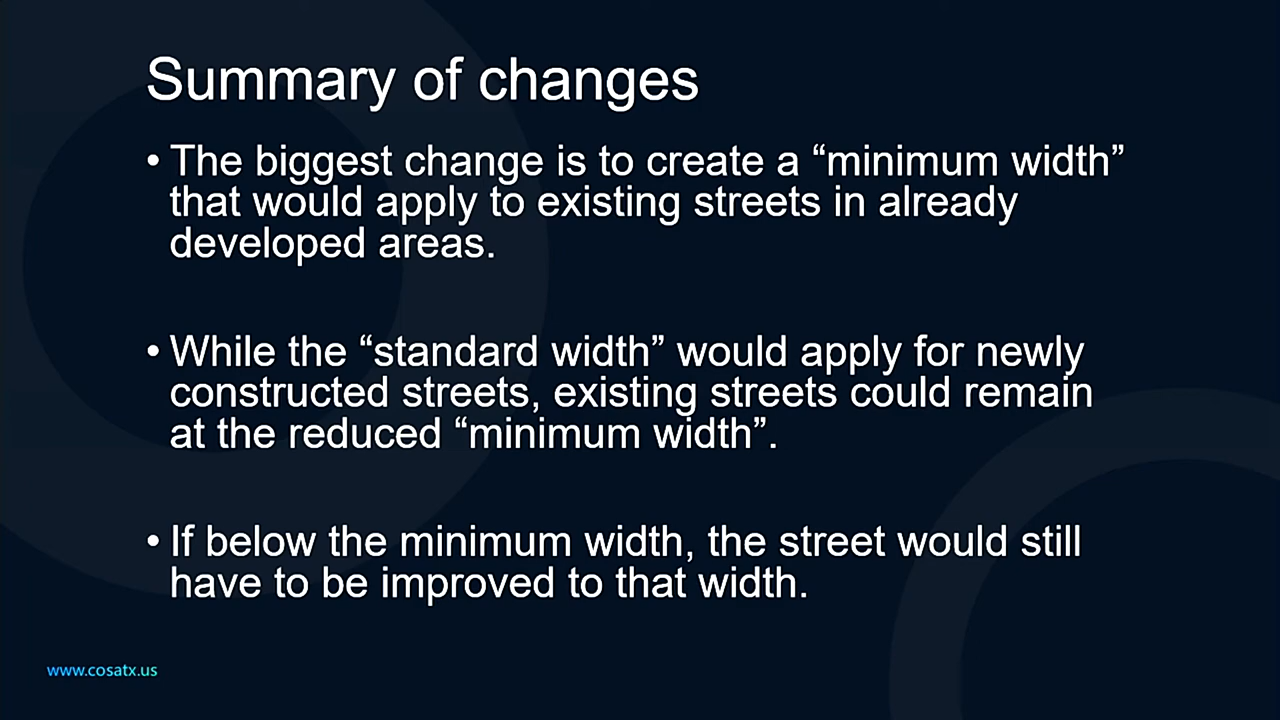 Summary of changes
• The biggest change is to create a “minimum width”
that would apply to existing streets in already
developed areas.
• While the “standard width” would apply for newly
constructed streets, existing streets could remain
at the reduced “minimum width”.
• If below the minimum width, the street would still
have to be improved to that width.
www.cosatx.us